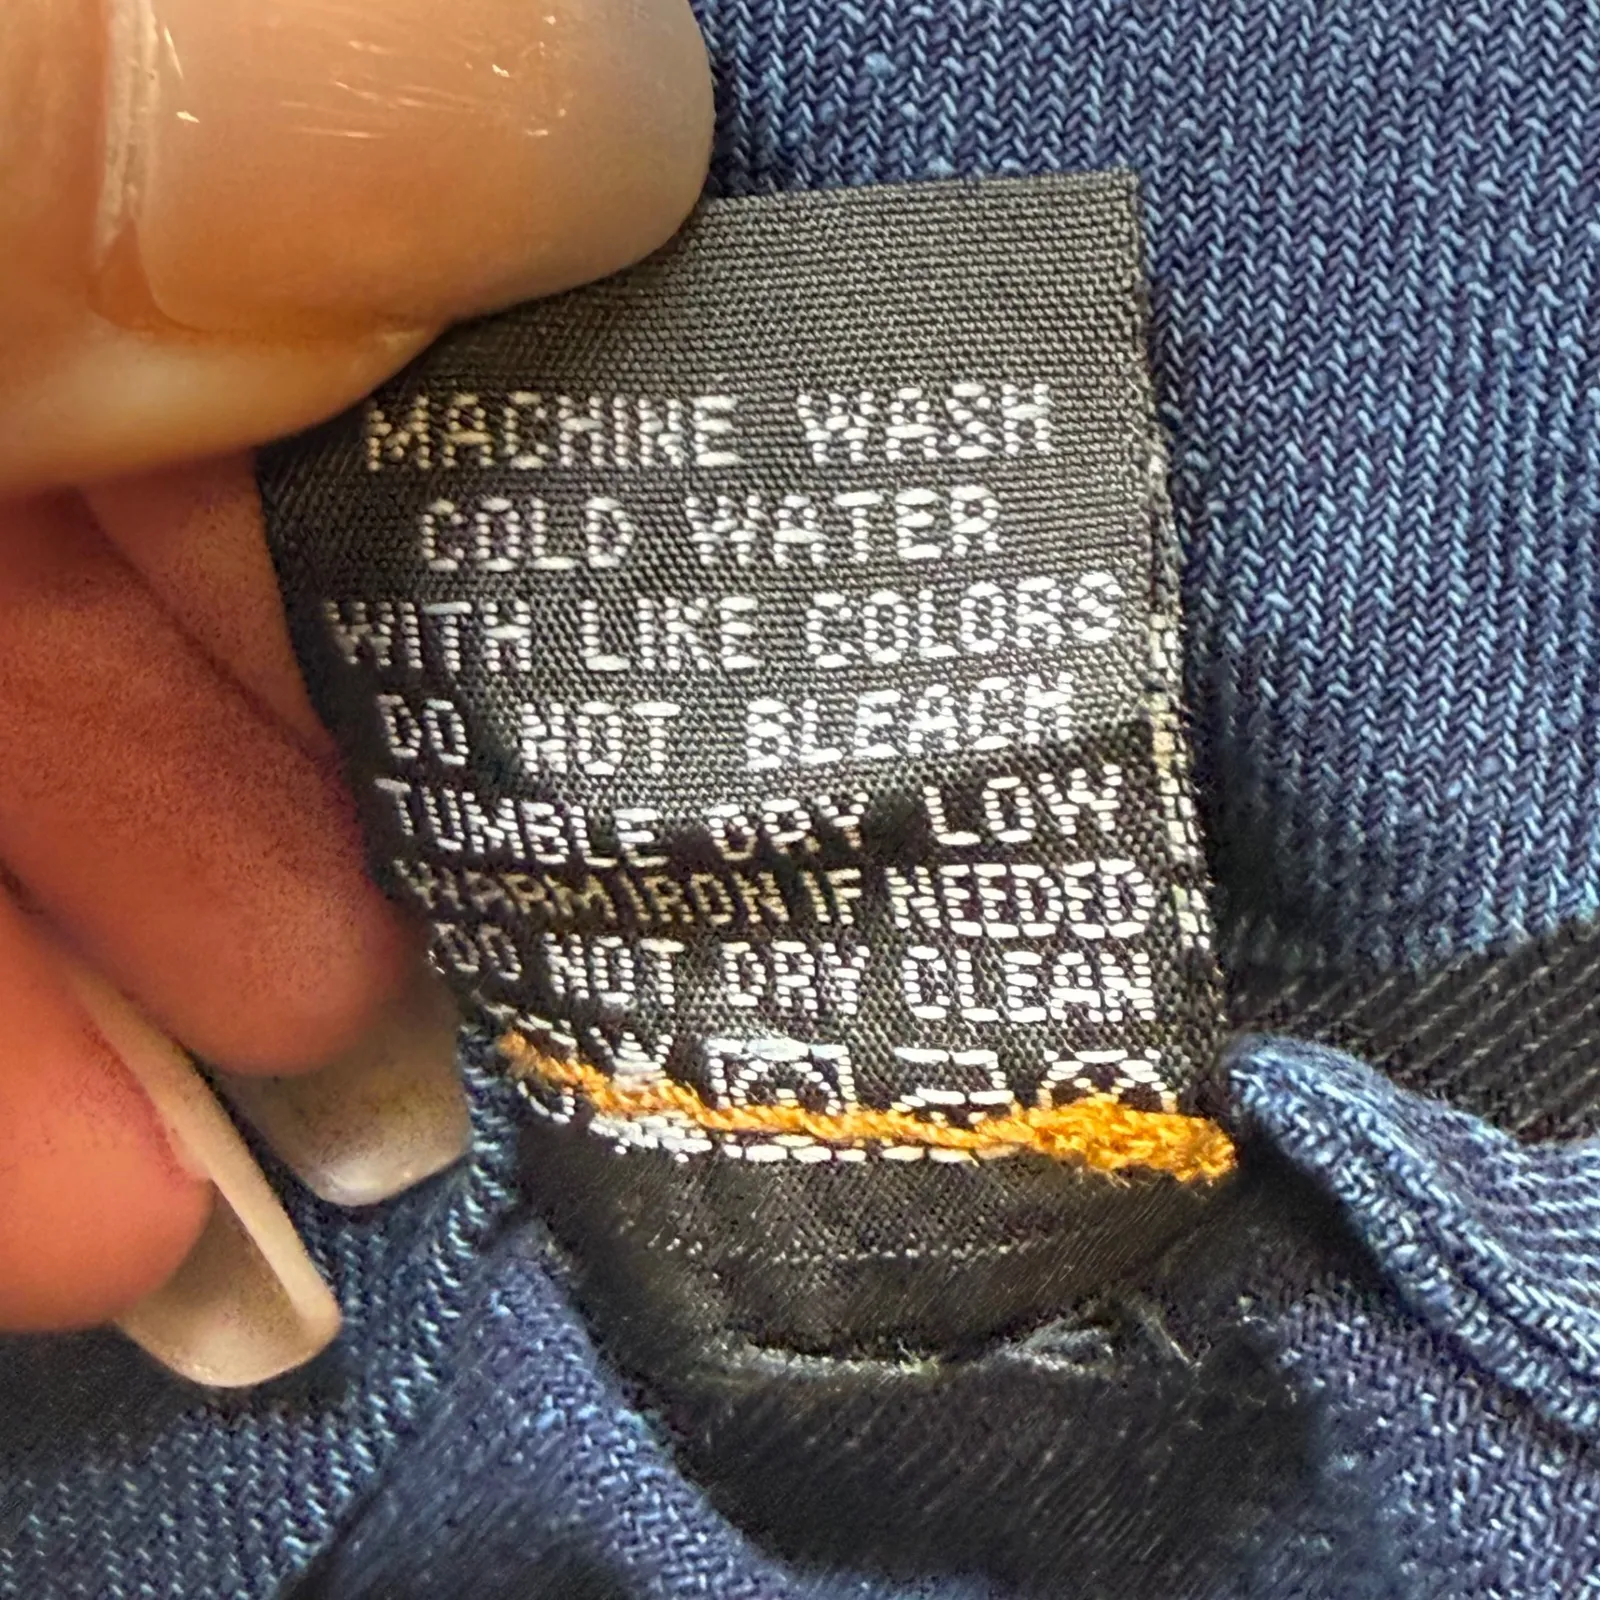 MACHINE WASH
COLD WATER
WITH LIKE COLORS
DO NOT BLEACH
TUMBLE DRY LOW
WARM IRON IF NEEDED
DO NOT DRY CLEAN